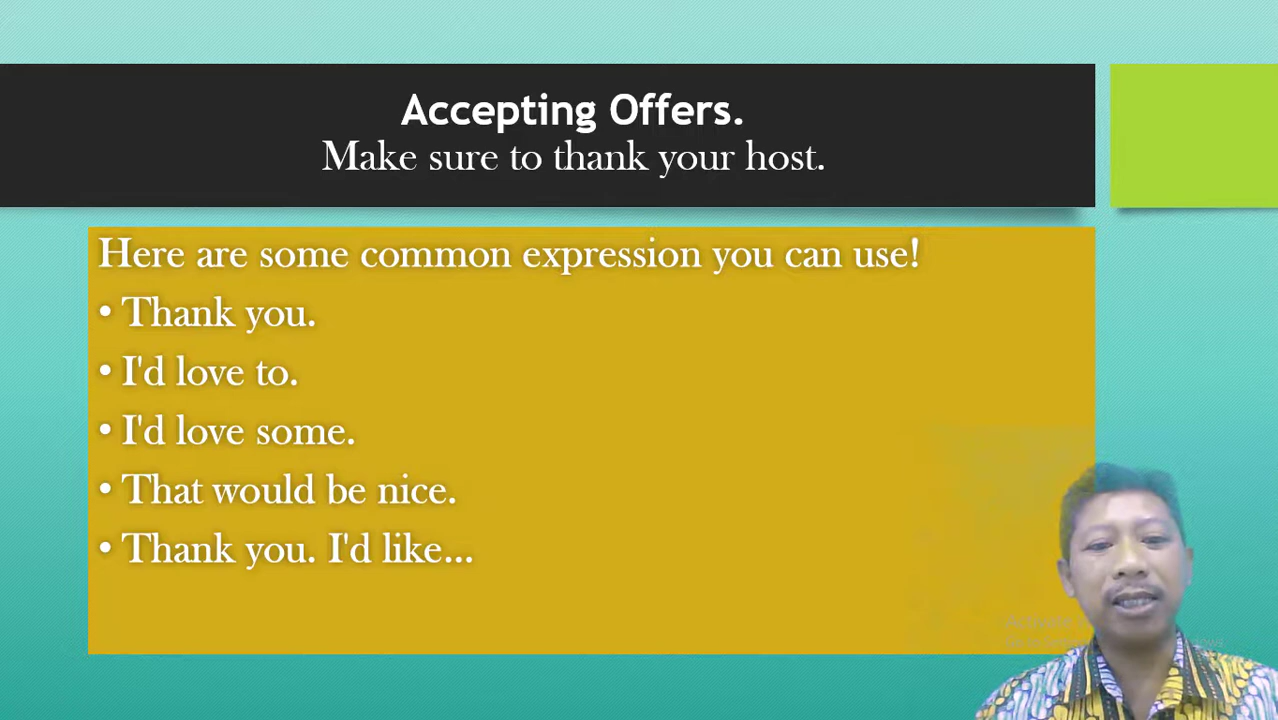 Accepting Offers.
Make sure to thank your host.
Here are some common expression you can use!
• Thank you.
• I'd love to.
• I'd love some.
• That would be nice.
• Thank you. I'd like...
Activate